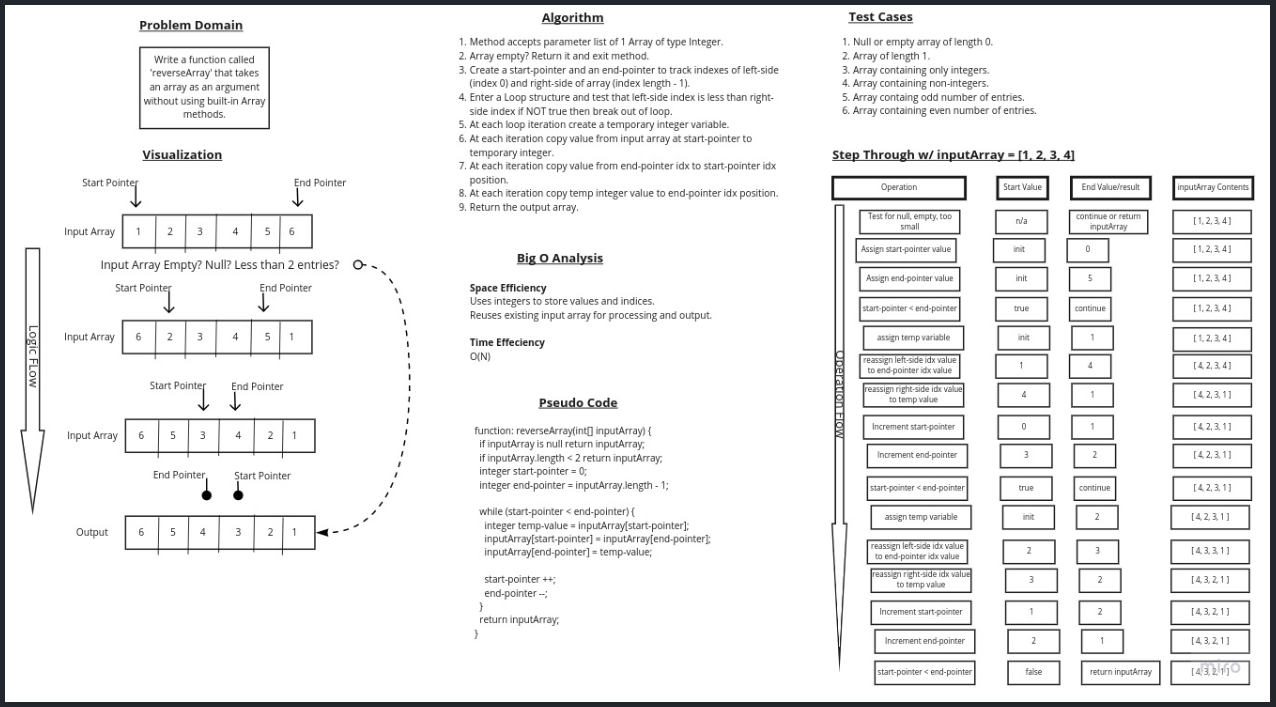 Problem Domain
Write a function called
'reverseArray' that takes
an array as an argument
without using built-in Array
methods.
Visualization
Start Pointer
End Pointer
Input Array
1 2 3 4 5 6
Input Array Empty? Null? Less than 2 entries?
Start Pointer
End Pointer
Input Array
6 2 3 4 5 1
Start Pointer
End Pointer
Input Array
6 5 3 4 2 1
End Pointer
Start Pointer
Output
6 5 4 3 2 1
Logic FLow
Algorithm
1. Method accepts parameter list of 1 Array of type Integer.
2. Array empty? Return it and exit method.
3. Create a start-pointer and an end-pointer to track indexes of left-side
(index 0) and right-side of array (index length - 1).
4. Enter a Loop structure and test that left-side index is less than right-
side index if NOT true then break out of loop.
5. At each loop iteration create a temporary integer variable.
6. At each iteration copy value from input array at start-pointer to
temporary integer.
7. At each iteration copy value from end-pointer idx to start-pointer idx
position.
8. At each iteration copy temp integer value to end-pointer idx position.
9. Return the output array.
Big O Analysis
Space Efficiency
Uses integers to store values and indices.
Reuses existing input array for processing and output.
Time Effeciency
O(N)
Pseudo Code
function: reverseArray(int[] inputArray) {
if inputArray is null return inputArray;
if inputArray.length < 2 return inputArray;
integer start-pointer = 0;
integer end-pointer = inputArray.length - 1;
while (start-pointer < end-pointer) {
integer temp-value = inputArray[start-pointer];
inputArray[start-pointer] = inputArray[end-pointer];
inputArray[end-pointer] = temp-value;
start-pointer ++;
end-pointer --;
}
return inputArray;
}
Test Cases
1. Null or empty array of length 0.
2. Array of length 1.
3. Array containing only integers.
4. Array containing non-integers.
5. Array containg odd number of entries.
6. Array containing even number of entries.
Step Through w/ inputArray = [1, 2, 3, 4]
Operation Start Value End Value/result inputArray Contents
Test for null, empty, too
small
n/a
continue or return
inputArray
[ 1, 2, 3, 4 ]
Assign start-pointer value init 0 [ 1, 2, 3, 4 ]
Assign end-pointer value init 5 [ 1, 2, 3, 4 ]
start-pointer < end-pointer true continue [ 1, 2, 3, 4 ]
assign temp variable init 1 [ 1, 2, 3, 4 ]
reassign left-side idx value
to end-pointer idx value
1 4 [ 4, 2, 3, 4 ]
reassign right-side idx value
to temp value
4 1 [ 4, 2, 3, 1 ]
Increment start-pointer 0 1 [ 4, 2, 3, 1 ]
Increment end-pointer 3 2 [ 4, 2, 3, 1 ]
start-pointer < end-pointer true continue [ 4, 2, 3, 1 ]
assign temp variable init 2 [ 4, 2, 3, 1 ]
reassign left-side idx value
to end-pointer idx value
2 3 [ 4, 3, 3, 1 ]
reassign right-side idx value
to temp value
3 2 [ 4, 3, 2, 1 ]
Increment start-pointer 1 2 [ 4, 3, 2, 1 ]
Increment end-pointer 2 1 [ 4, 3, 2, 1 ]
start-pointer < end-pointer false return inputArray [ 4, 3, 2, 1 ]
Operation Flow
miro